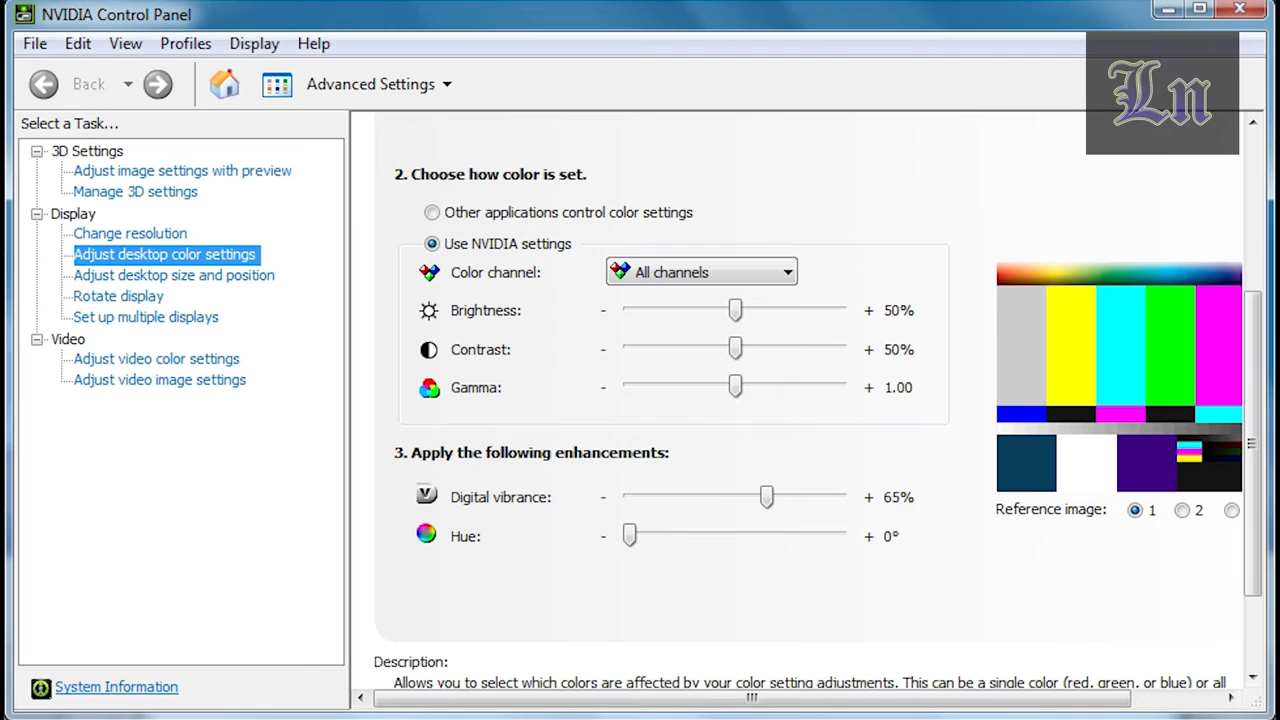 NVIDIA Control Panel
File Edit View Profiles Display Help
Ln
Back Advanced Settings
Select a Task...
3D Settings
Adjust image settings with preview
Manage 3D settings
Display
Change resolution
Adjust desktop color settings
Adjust desktop size and position
Rotate display
Set up multiple displays
Video
Adjust video color settings
Adjust video image settings
System Information
2. Choose how color is set.
Other applications control color settings
Use NVIDIA settings
Color channel: All channels
Brightness: - + 50%
Contrast: - + 50%
Gamma: - + 1.00
3. Apply the following enhancements:
Digital vibrance: - + 65%
Hue: - + 0°
Reference image: 1 2
Description:
Allows you to select which colors are affected by your color setting adjustments. This can be a single color (red, green, or blue) or all